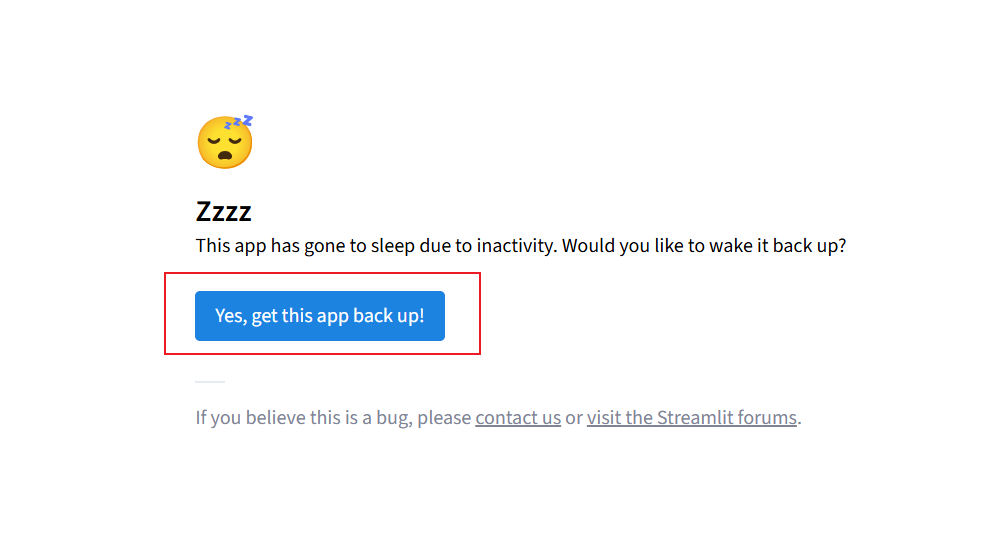 Zzzz
This app has gone to sleep due to inactivity. Would you like to wake it back up?
Yes, get this app back up!
If you believe this is a bug, please contact us or visit the Streamlit forums.